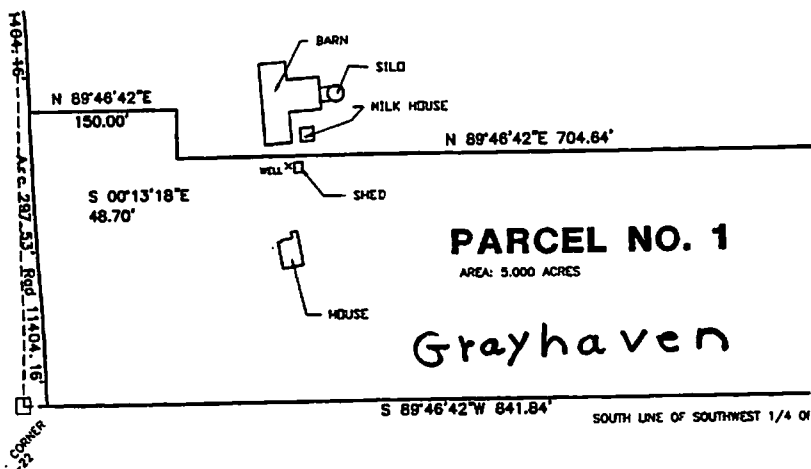 1404.16'
Arc 297.53' Rad 11404.16'
BARN
SILO
MILK HOUSE
N 89°46'42"E
150.00'
N 89°46'42"E 704.64'
WELL
SHED
S 00°13'18"E
48.70'
PARCEL NO. 1
AREA: 5.000 ACRES
HOUSE
Grayhaven
S 89°46'42"W 841.84'
SOUTH LINE OF SOUTHWEST 1/4 OF
CORNER
-22